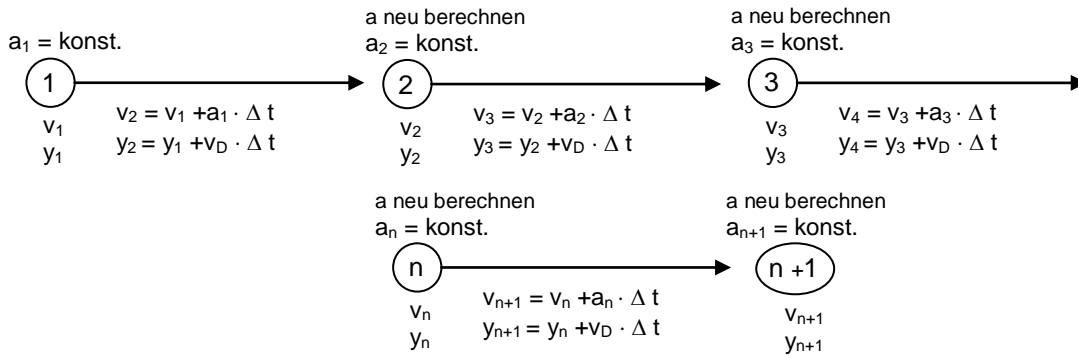 a₁ = konst.
1
v₂ = v₁ +a₁ · Δ t
y₂ = y₁ +v_D · Δ t
v₁
y₁
a neu berechnen
a₂ = konst.
2
v₃ = v₂ +a₂ · Δ t
y₃ = y₂ +v_D · Δ t
v₂
y₂
a neu berechnen
a₃ = konst.
3
v₄ = v₃ +a₃ · Δ t
y₄ = y₃ +v_D · Δ t
v₃
y₃
a neu berechnen
aₙ = konst.
n
vₙ₊₁ = vₙ +aₙ · Δ t
yₙ₊₁ = yₙ +v_D · Δ t
vₙ
yₙ
a neu berechnen
aₙ₊₁ = konst.
n +1
vₙ₊₁
yₙ₊₁